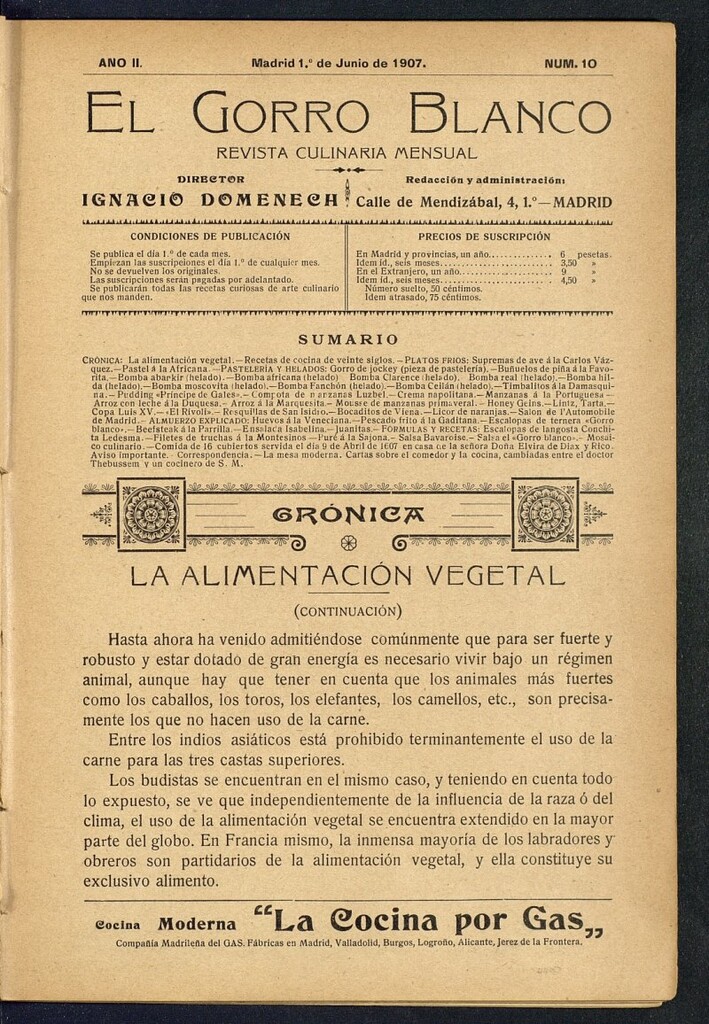 AÑO II.
Madrid 1.º de Junio de 1907.
NUM. 10
EL GORRO BLANCO
REVISTA CULINARIA MENSUAL
DIRECTOR
IGNACIO DOMENECH
Redacción y administración:
Calle de Mendizábal, 4, 1.º—MADRID
CONDICIONES DE PUBLICACIÓN
Se publica el día 1.º de cada mes.
Empiezan las suscripciones el día 1.º de cualquier mes.
No se devuelven los originales.
Las suscripciones serán pagadas por adelantado.
Se publicarán todas las recetas curiosas de arte culinario
que nos manden.
PRECIOS DE SUSCRIPCIÓN
En Madrid y provincias, un año............... 6 pesetas.
Idem id., seis meses........................ 3,50 »
En el Extranjero, un año.................... 9 »
Idem id., seis meses........................ 4,50 »
Número suelto, 50 céntimos.
Idem atrasado, 75 céntimos.
SUMARIO
CRÓNICA: La alimentación vegetal.—Recetas de cocina de veinte siglos.—PLATOS FRIOS: Supremas de ave á la Carlos Váz-
quez.—Pastel á la Africana.—PASTELERÍA Y HELADOS: Gorro de jockey (pieza de pastelería).—Buñuelos de piña á la Favo-
rita.—Bomba abarkir (helado).—Bomba africana (helado) Bomba Clarence (helado). Bomba real (helado).—Bomba hil-
da (helado).—Bomba moscovita (helado).—Bomba Fanchón (helado).—Bomba Ceilán (helado).—Timbalitos á la Damasqui-
na.—Pudding «Príncipe de Gales».—Compota de manzanas Luzbel.—Crema napolitana.—Manzanas á la Portuguesa—
Arroz con leche á la Duquesa.—Arroz á la Marquesita.—Mousse de manzanas primaveral.—Honey Geins.—Lintz, Tarta.—
Copa Luis XV.—«El Rivoli».—Rosquillas de San Isidro.—Bocaditos de Viena.—Licor de naranjas.—Salon de l'Automobile
de Madrid.—ALMUERZO EXPLICADO: Huevos á la Veneciana.—Pescado frito á la Gaditana.—Escalopas de ternera «Gorro
blanco».—Beefsteak á la Parrilla.—Ensalada Isabelina.—Juanitas.—FÓRMULAS Y RECETAS: Escalopas de langosta Conchi-
ta Ledesma.—Filetes de truchas á la Montesinos—Puré á la Sajona.—Salsa Bavaroise.—Salsa el «Gorro blanco».—Mosai-
co culinario.—Comida de 16 cubiertos servida el día 9 de Abril de 1607 en casa de la señora Doña Elvira de Díax y Rico.
Aviso importante. Correspondencia.—La mesa moderna. Cartas sobre el comedor y la cocina, cambiadas entre el doctor
Thebussem y un cocinero de S. M.
CRÓNICA
LA ALIMENTACIÓN VEGETAL
(CONTINUACIÓN)
Hasta ahora ha venido admitiéndose comúnmente que para ser fuerte y
robusto y estar dotado de gran energía es necesario vivir bajo un régimen
animal, aunque hay que tener en cuenta que los animales más fuertes
como los caballos, los toros, los elefantes, los camellos, etc., son precisa-
mente los que no hacen uso de la carne.
Entre los indios asiáticos está prohibido terminantemente el uso de la
carne para las tres castas superiores.
Los budistas se encuentran en el mismo caso, y teniendo en cuenta todo
lo expuesto, se ve que independientemente de la influencia de la raza ó del
clima, el uso de la alimentación vegetal se encuentra extendido en la mayor
parte del globo. En Francia mismo, la inmensa mayoría de los labradores y
obreros son partidarios de la alimentación vegetal, y ella constituye su
exclusivo alimento.
Cocina Moderna “La Cocina por Gas„
Compañía Madrileña del GAS. Fábricas en Madrid, Valladolid, Burgos, Logroño, Alicante, Jerez de la Frontera.